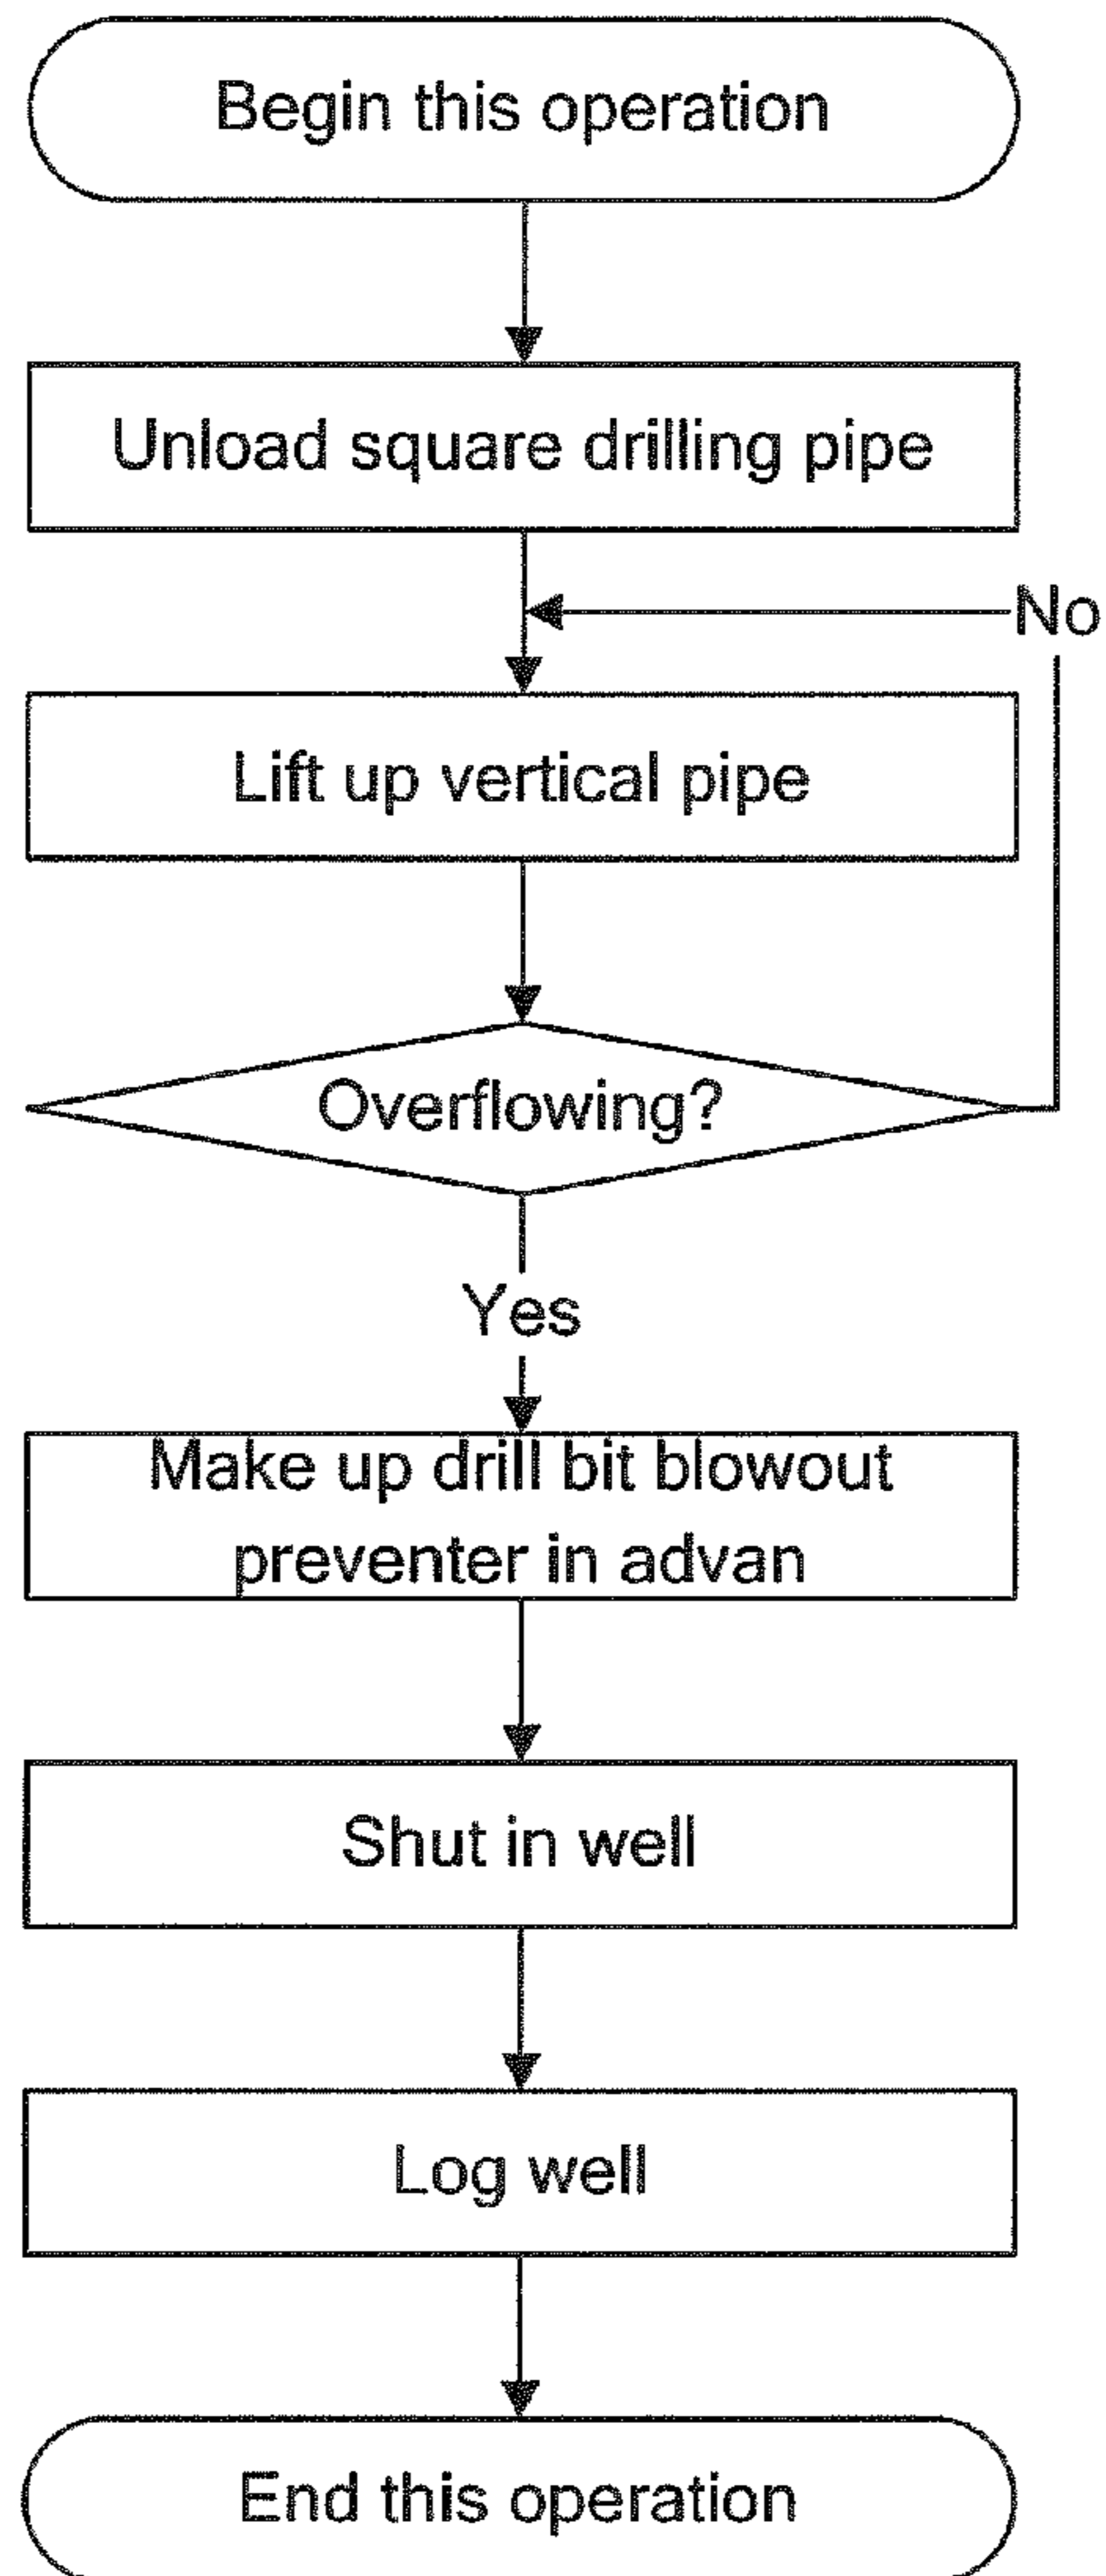 Begin this operation
Unload square drilling pipe
No
Lift up vertical pipe
Overflowing?
Yes
Make up drill bit blowout
preventer in advan
Shut in well
Log well
End this operation